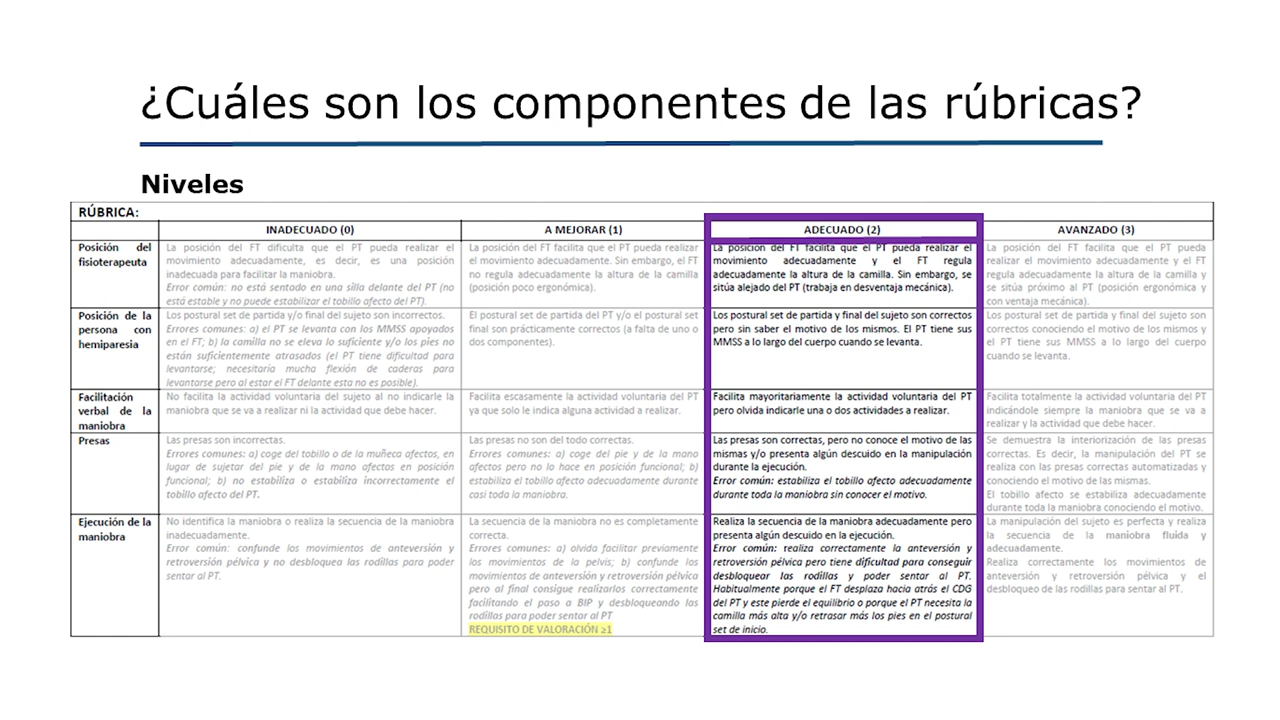 ¿Cuáles son los componentes de las rúbricas?
Niveles
RÚBRICA:
INADECUADO (0)
A MEJORAR (1)
ADECUADO (2)
AVANZADO (3)
Posición del
fisioterapeuta
La posición del FT dificulta que el PT pueda realizar el
movimiento adecuadamente, es decir, es una posición
inadecuada para facilitar la maniobra.
Error común: no está sentado en una silla delante del PT (no
está estable y no puede estabilizar el tobillo afecto del PT).
La posición del FT facilita que el PT pueda realizar
el movimiento adecuadamente. Sin embargo, el FT
no regula adecuadamente la altura de la camilla
(posición poco ergonómica).
La posición del FT facilita que el PT pueda realizar el
movimiento adecuadamente y el FT regula
adecuadamente la altura de la camilla. Sin embargo, se
sitúa alejado del PT (trabaja en desventaja mecánica).
La posición del FT facilita que el PT pueda
realizar el movimiento adecuadamente y el FT
regula adecuadamente la altura de la camilla y
se sitúa próximo al PT (posición ergonómica y
con ventaja mecánica).
Posición de la
persona con
hemiparesia
Los postural set de partida y/o final del sujeto son incorrectos.
Errores comunes: a) el PT se levanta con los MMSS apoyados
en el FT; b) la camilla no se eleva lo suficiente y/o los pies no
están suficientemente atrasados (el PT tiene dificultad para
levantarse; necesitaría mucha flexión de caderas para
levantarse pero al estar el FT delante esta no es posible).
El postural set de partida del PT y/o el postural set
final son prácticamente correctos (a falta de uno o
dos componentes).
Los postural set de partida y final del sujeto son correctos
pero sin saber el motivo de los mismos. El PT tiene sus
MMSS a lo largo del cuerpo cuando se levanta.
Los postural set de partida y final del sujeto son
correctos conociendo el motivo de los mismos y
el PT tiene sus MMSS a lo largo del cuerpo
cuando se levanta.
Facilitación
verbal de la
maniobra
No facilita la actividad voluntaria del sujeto al no indicarle la
maniobra que se va a realizar ni la actividad que debe hacer.
Facilita escasamente la actividad voluntaria del PT
ya que solo le indica alguna actividad a realizar.
Facilita mayoritariamente la actividad voluntaria del PT
pero olvida indicarle una o dos actividades a realizar.
Facilita totalmente la actividad voluntaria del PT
indicándole siempre la maniobra que se va a
realizar y la actividad que debe hacer.
Presas
Las presas son incorrectas.
Errores comunes: a) coge del tobillo o de la muñeca afectos, en
lugar de sujetar del pie y de la mano afectos en posición
funcional; b) no estabiliza o estabiliza incorrectamente el
tobillo afecto del PT.
Las presas no son del todo correctas.
Errores comunes: a) coge del pie y de la mano
afectos pero no lo hace en posición funcional; b)
estabiliza el tobillo afecto adecuadamente durante
casi toda la maniobra.
Las presas son correctas, pero no conoce el motivo de las
mismas y/o presenta algún descuido en la manipulación
durante la ejecución.
Error común: estabiliza el tobillo afecto adecuadamente
durante toda la maniobra sin conocer el motivo.
Se demuestra la interiorización de las presas
correctas. Es decir, la manipulación del PT se
realiza con las presas correctas automatizadas y
conociendo el motivo de las mismas.
El tobillo afecto se estabiliza adecuadamente
durante toda la maniobra conociendo el motivo.
Ejecución de la
maniobra
No identifica la maniobra o realiza la secuencia de la maniobra
inadecuadamente.
Error común: confunde los movimientos de anteversión y
retroversión pélvica y no desbloquea las rodillas para poder
sentar al PT.
La secuencia de la maniobra no es completamente
correcta.
Errores comunes: a) olvida facilitar previamente
los movimientos de la pelvis; b) confunde los
movimientos de anteversión y retroversión pélvica
pero al final consigue realizarlos correctamente
facilitando el paso a BIP y desbloqueando las
rodillas para poder sentar al PT
REQUISITO DE VALORACIÓN ≥1
Realiza la secuencia de la maniobra adecuadamente pero
presenta algún descuido en la ejecución.
Error común: realiza correctamente la anteversión y
retroversión pélvica pero tiene dificultad para conseguir
desbloquear las rodillas y poder sentar al PT.
Habitualmente porque el FT desplaza hacia atrás el CDG
del PT y este pierde el equilibrio o porque el PT necesita la
camilla más alta y/o retrasar más los pies en el postural
set de inicio.
La manipulación del sujeto es perfecta y realiza
la secuencia de la maniobra fluida y
adecuadamente.
Realiza correctamente los movimientos de
anteversión y retroversión pélvica y el
desbloqueo de las rodillas para sentar al PT.